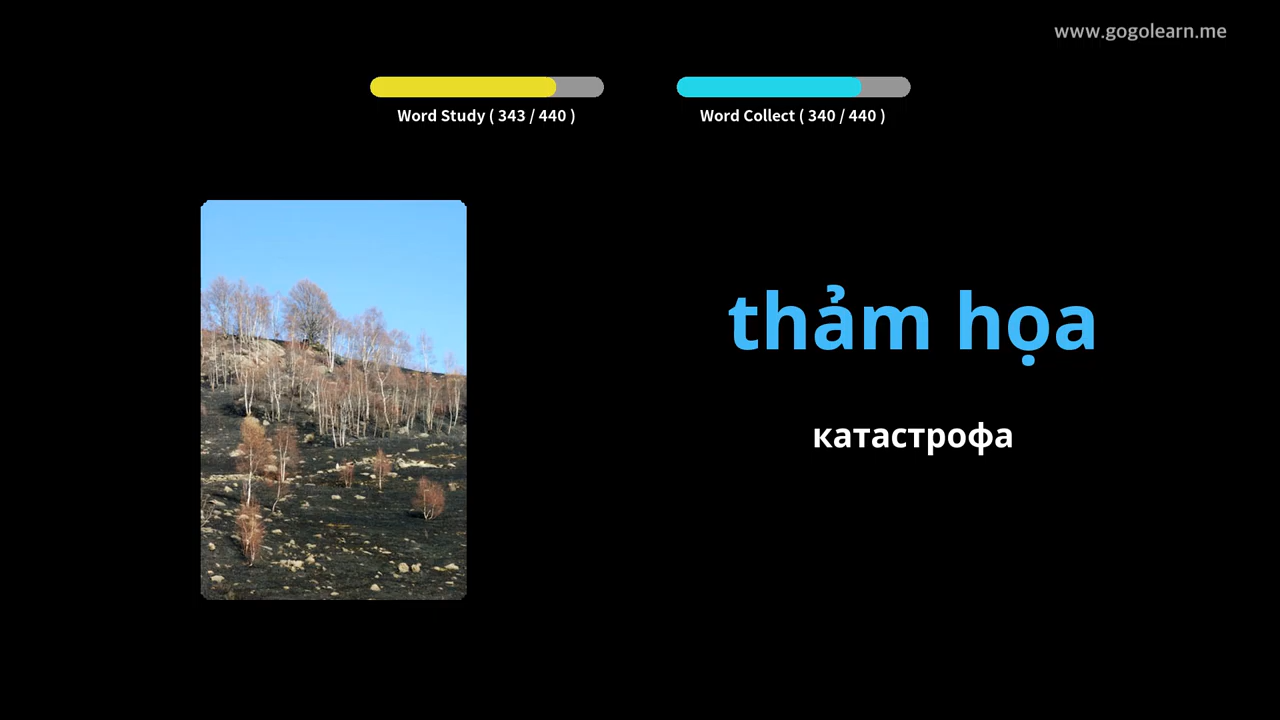 www.gogolearn.me
Word Study ( 343 / 440 )
Word Collect ( 340 / 440 )
thảm họa
катастрофа